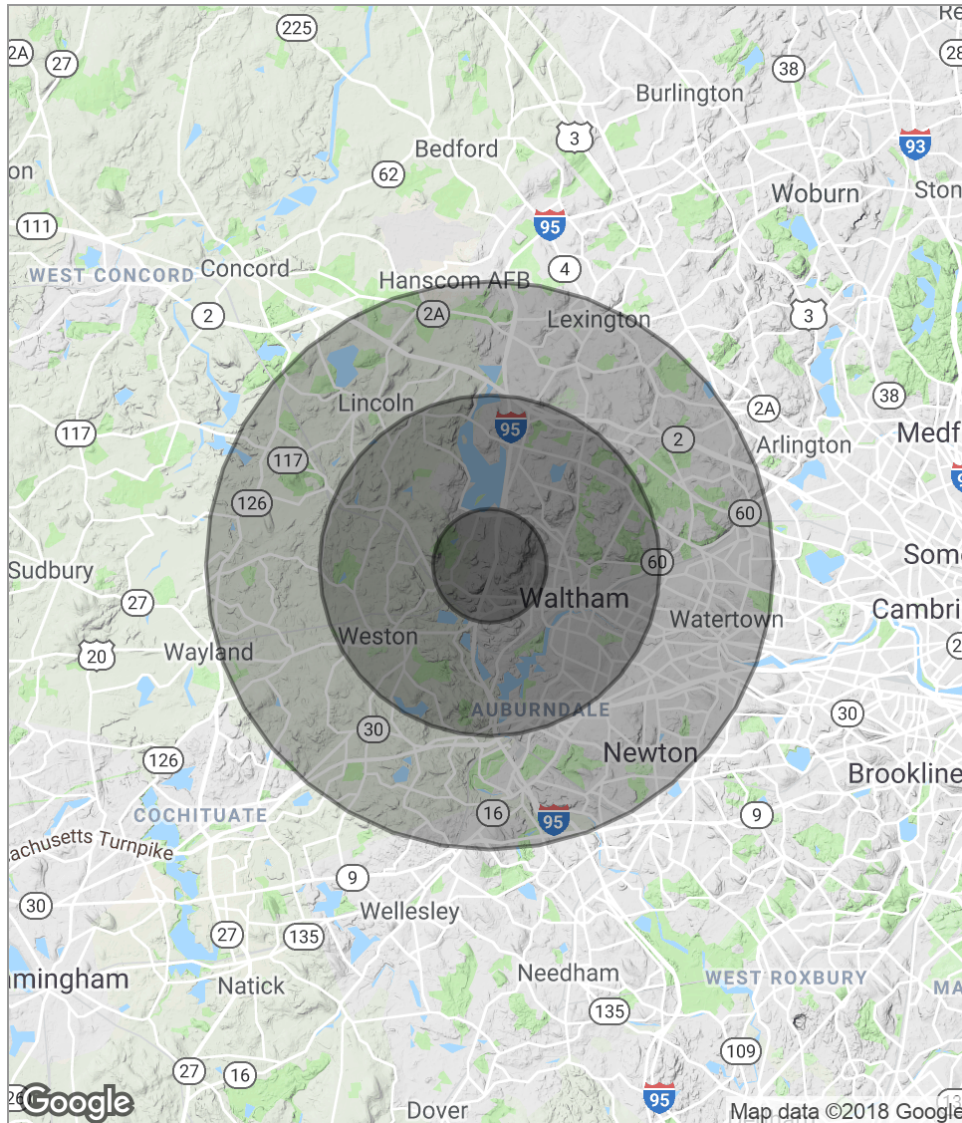 225
Re
2A
27
28
38
Burlington
3
93
Bedford
on
62
Woburn
Ston
111
95
WEST CONCORD
Concord
4
Hanscom AFB
2
2A
3
Lexington
38
Lincoln
2A
95
117
2
Arlington
Medf
117
126
60
60
Some
Sudbury
27
Waltham
Cambri
Watertown
20
Wayland
Weston
2
AUBURNDALE
30
30
126
Newton
Brookline
COCHITUATE
16
95
9
achusetts Turnpike
9
30
Wellesley
27
135
mingham
Natick
Needham
WEST ROXBURY
MA
135
109
27
16
95
Google
Dover
Map data ©2018 Google